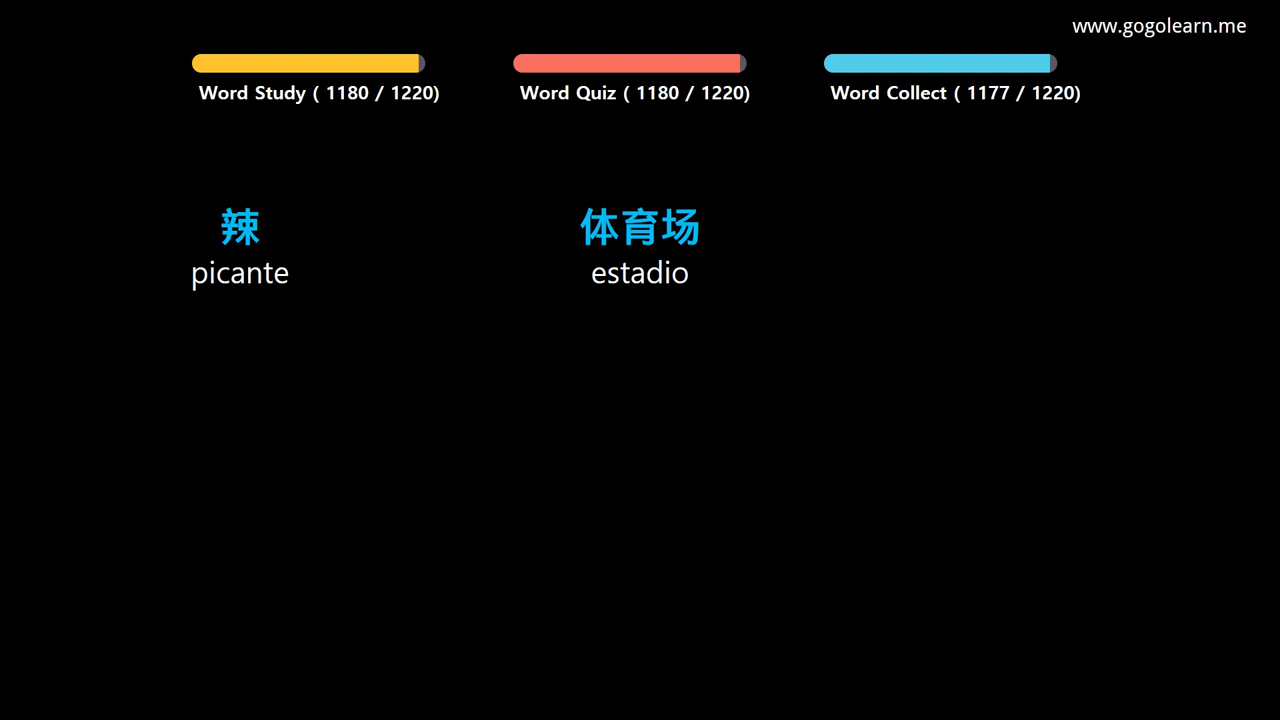 www.gogolearn.me
Word Study ( 1180 / 1220)
Word Quiz ( 1180 / 1220)
Word Collect ( 1177 / 1220)
辣
picante
体育场
estadio